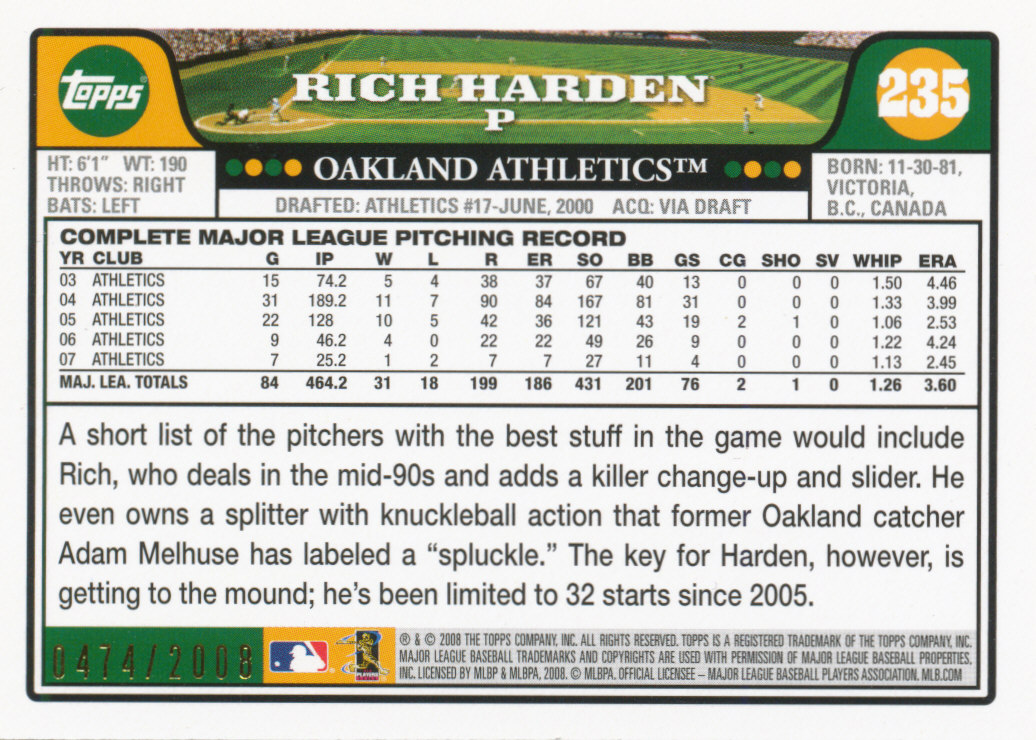 topps
RICH HARDEN
P
235
HT: 6'1" WT: 190
THROWS: RIGHT
BATS: LEFT
OAKLAND ATHLETICS™
DRAFTED: ATHLETICS #17-JUNE, 2000 ACQ: VIA DRAFT
BORN: 11-30-81,
VICTORIA,
B.C., CANADA
COMPLETE MAJOR LEAGUE PITCHING RECORD
YR CLUB G IP W L R ER SO BB GS CG SHO SV WHIP ERA
03 ATHLETICS 15 74.2 5 4 38 37 67 40 13 0 0 0 1.50 4.46
04 ATHLETICS 31 189.2 11 7 90 84 167 81 31 0 0 0 1.33 3.99
05 ATHLETICS 22 128 10 5 42 36 121 43 19 2 1 0 1.06 2.53
06 ATHLETICS 9 46.2 4 0 22 22 49 26 9 0 0 0 1.22 4.24
07 ATHLETICS 7 25.2 1 2 7 7 27 11 4 0 0 0 1.13 2.45
MAJ. LEA. TOTALS 84 464.2 31 18 199 186 431 201 76 2 1 0 1.26 3.60
A short list of the pitchers with the best stuff in the game would include
Rich, who deals in the mid-90s and adds a killer change-up and slider. He
even owns a splitter with knuckleball action that former Oakland catcher
Adam Melhuse has labeled a “spluckle.” The key for Harden, however, is
getting to the mound; he’s been limited to 32 starts since 2005.
0474/2008
PLAYERS
® & © 2008 THE TOPPS COMPANY, INC. ALL RIGHTS RESERVED. TOPPS IS A REGISTERED TRADEMARK OF THE TOPPS COMPANY, INC.
MAJOR LEAGUE BASEBALL TRADEMARKS AND COPYRIGHTS ARE USED WITH PERMISSION OF MAJOR LEAGUE BASEBALL PROPERTIES,
INC. LICENSED BY MLBP & MLBPA, 2008. © MLBPA. OFFICIAL LICENSEE – MAJOR LEAGUE BASEBALL PLAYERS ASSOCIATION. MLB.COM